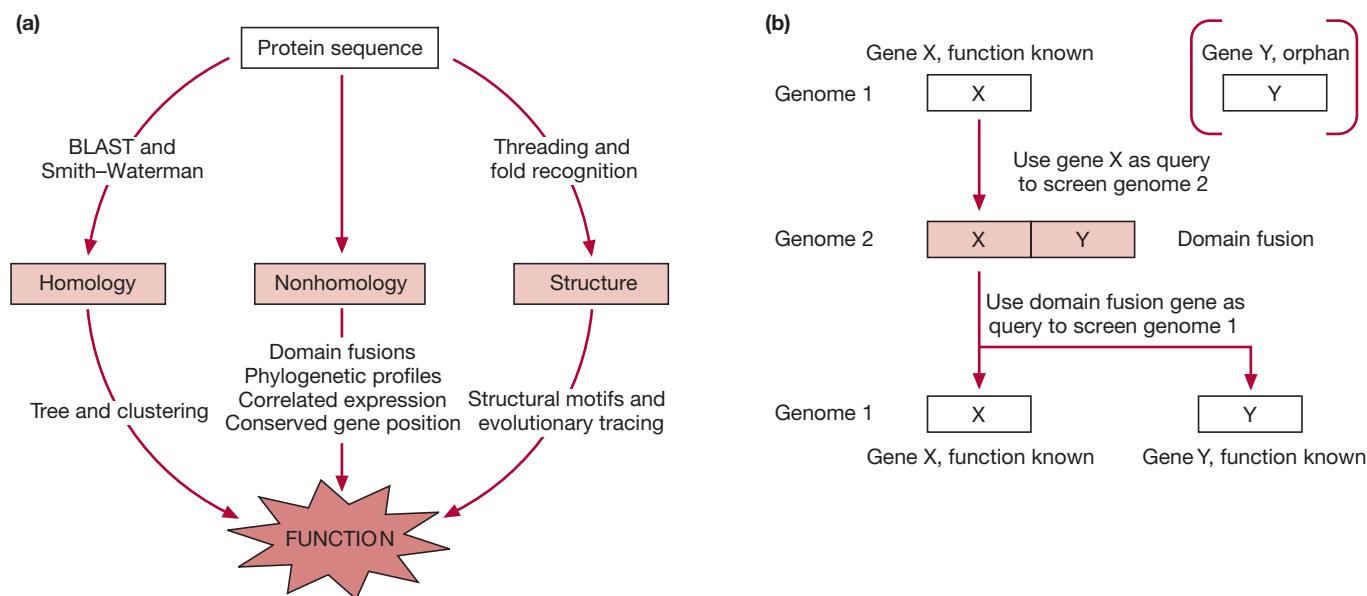 (a)
Protein sequence
BLAST and
Smith–Waterman
Threading and
fold recognition
Homology
Nonhomology
Structure
Tree and clustering
Domain fusions
Phylogenetic profiles
Correlated expression
Conserved gene position
Structural motifs and
evolutionary tracing
FUNCTION
(b)
Gene X, function known
Gene Y, orphan
Genome 1
X
Y
Use gene X as query
to screen genome 2
Genome 2
X
Y
Domain fusion
Use domain fusion gene as
query to screen genome 1
Genome 1
X
Y
Gene X, function known
Gene Y, function known